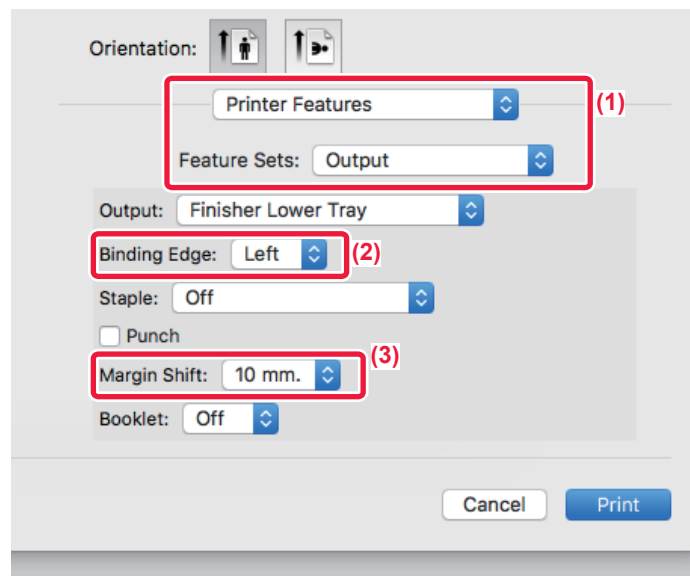 Orientation:
Printer Features
(1)
Feature Sets: Output
Output: Finisher Lower Tray
Binding Edge: Left
(2)
Staple: Off
Punch
(3)
Margin Shift: 10 mm.
Booklet: Off
Cancel Print